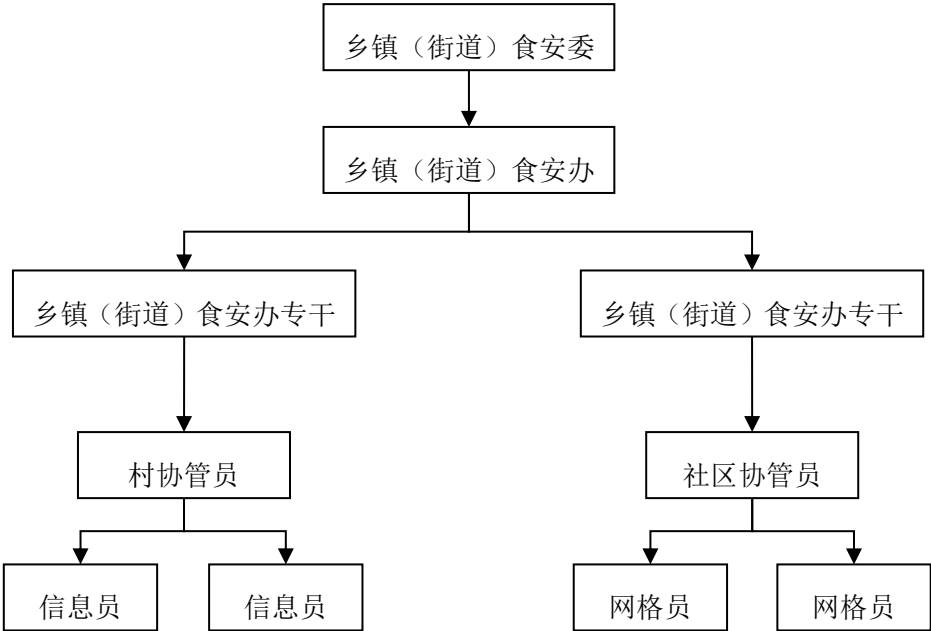 乡镇（街道）食安委
乡镇（街道）食安办
乡镇（街道）食安办专干
乡镇（街道）食安办专干
村协管员
社区协管员
信息员
信息员
网格员
网格员